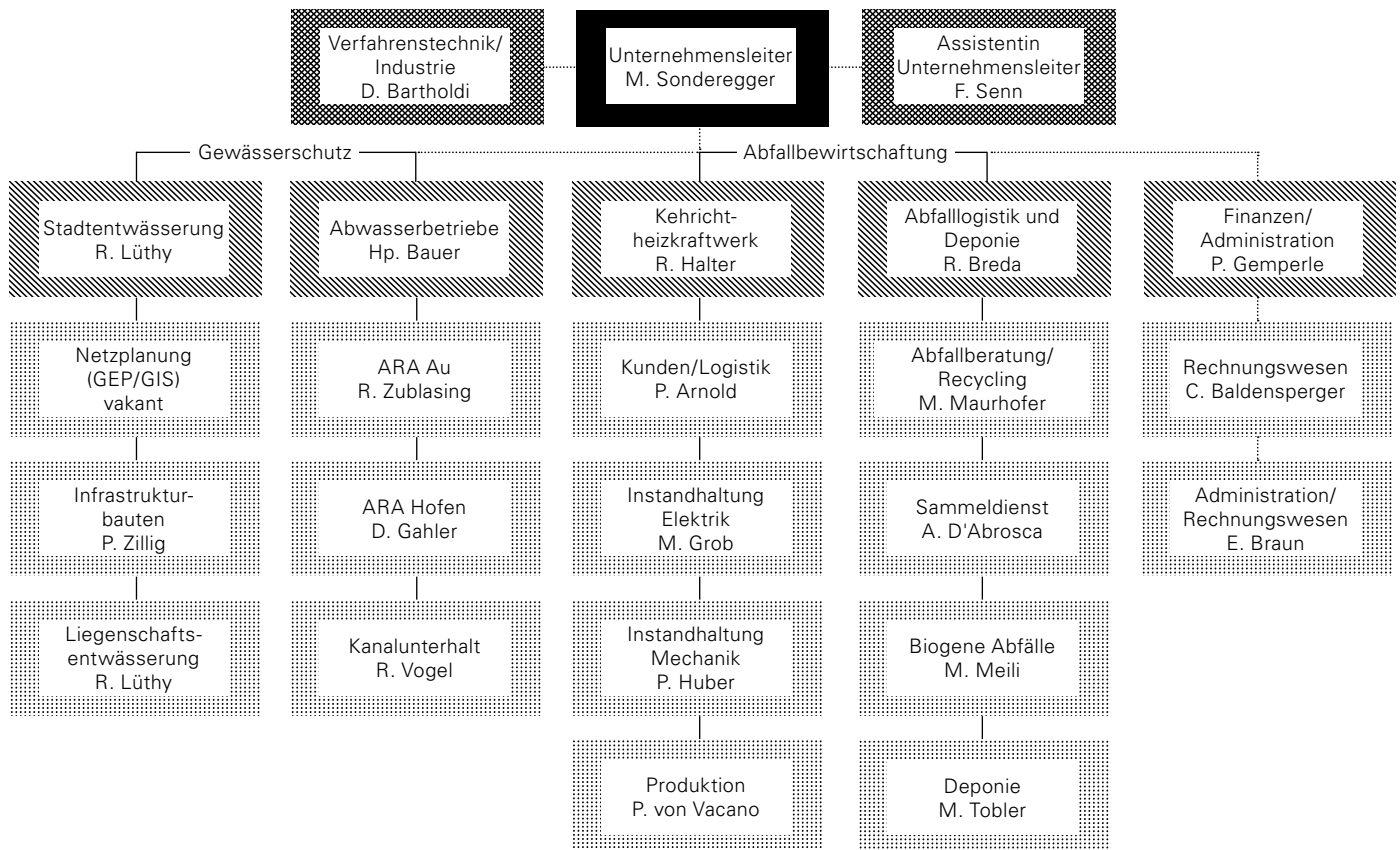 Verfahrenstechnik/
Industrie
D. Bartholdi
Unternehmensleiter
M. Sonderegger
Assistentin
Unternehmensleiter
F. Senn
Gewässerschutz
Abfallbewirtschaftung
Stadtentwässerung
R. Lüthy
Abwasserbetriebe
Hp. Bauer
Kehricht-
heizkraftwerk
R. Halter
Abfalllogistik und
Deponie
R. Breda
Finanzen/
Administration
P. Gemperle
Netzplanung
(GEP/GIS)
vakant
ARA Au
R. Zublasing
Kunden/Logistik
P. Arnold
Abfallberatung/
Recycling
M. Maurhofer
Rechnungswesen
C. Baldensperger
Infrastruktur-
bauten
P. Zillig
ARA Hofen
D. Gahler
Instandhaltung
Elektrik
M. Grob
Sammeldienst
A. D'Abrosca
Administration/
Rechnungswesen
E. Braun
Liegenschafts-
entwässerung
R. Lüthy
Kanalunterhalt
R. Vogel
Instandhaltung
Mechanik
P. Huber
Biogene Abfälle
M. Meili
Produktion
P. von Vacano
Deponie
M. Tobler